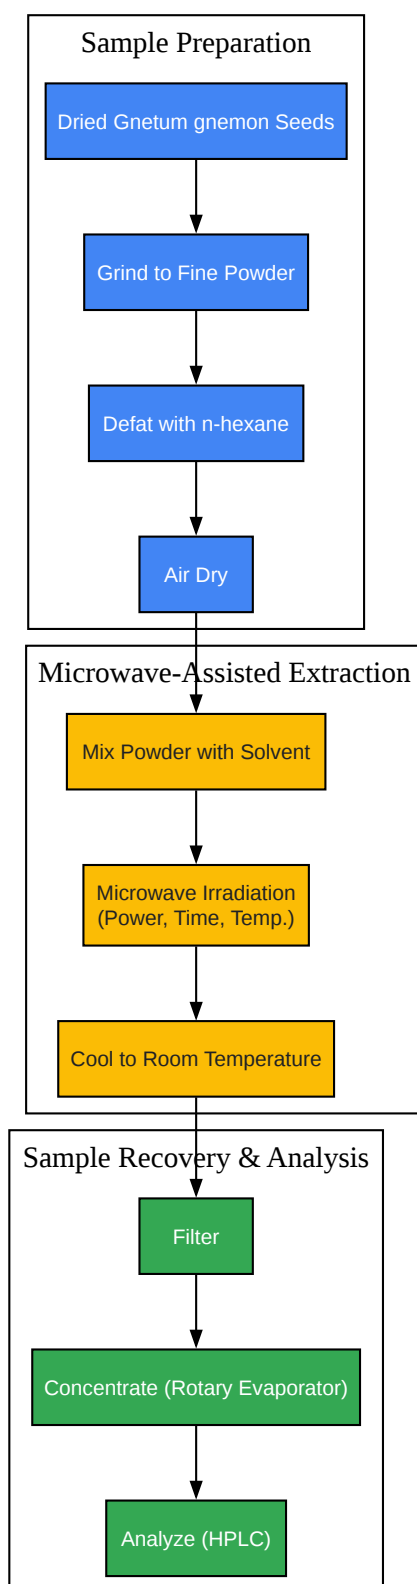 Sample Preparation
Dried Gnetum gnemon Seeds
Grind to Fine Powder
Defat with n-hexane
Air Dry
Microwave-Assisted Extraction
Mix Powder with Solvent
Microwave Irradiation
(Power, Time, Temp.)
Cool to Room Temperature
Sample Recovery & Analysis
Filter
Concentrate (Rotary Evaporator)
Analyze (HPLC)